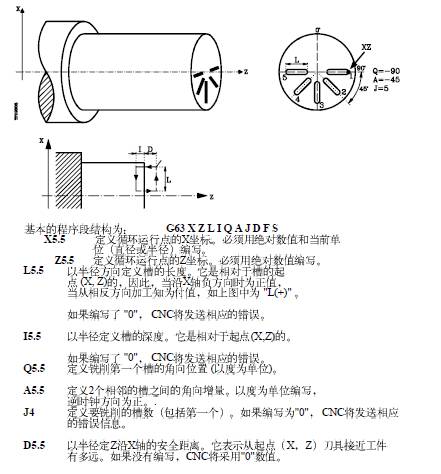 X
Z
0°
XZ
L
90°
5
1
4
3
2
45°
Q=-90
A=-45
J=5
X
I D
L
Z
基本的程序段结构为: G63 X Z L I Q A J D F S
X5.5 定义循环运行点的X坐标。必须用绝对数值和当前单
位（直径或半径）编写。
Z5.5 定义循环运行点的Z坐标。必须用绝对数值编写。
L5.5 以半径方向定义槽的长度。它是相对于槽的起
点 (X, Z)的，因此，当沿X轴负方向时为正值，
当从相反方向加工知为付值，如上图中为 "L(+)" 。
如果编写了 "0"， CNC将发送相应的错误。
I5.5 以半径定义槽的深度。它是相对于起点(X,Z)的。
如果编写了 "0"， CNC将发送相应的错误。
Q5.5 定义铣削第一个槽的角向位置 (以度为单位)。
A5.5 定义2个相邻的槽之间的角向增量。以度为单位编写，
逆时钟方向为正。.
J4 定义要铣削的槽数（包括第一个）。如果编写为"0"， CNC将发送相应
的错误信息。
D5.5 以半径定Z沿X轴的安全距离。它表示从起点（X，Z）刀具接近工件
有多远。如果没有编写，CNC将采用"0"数值。